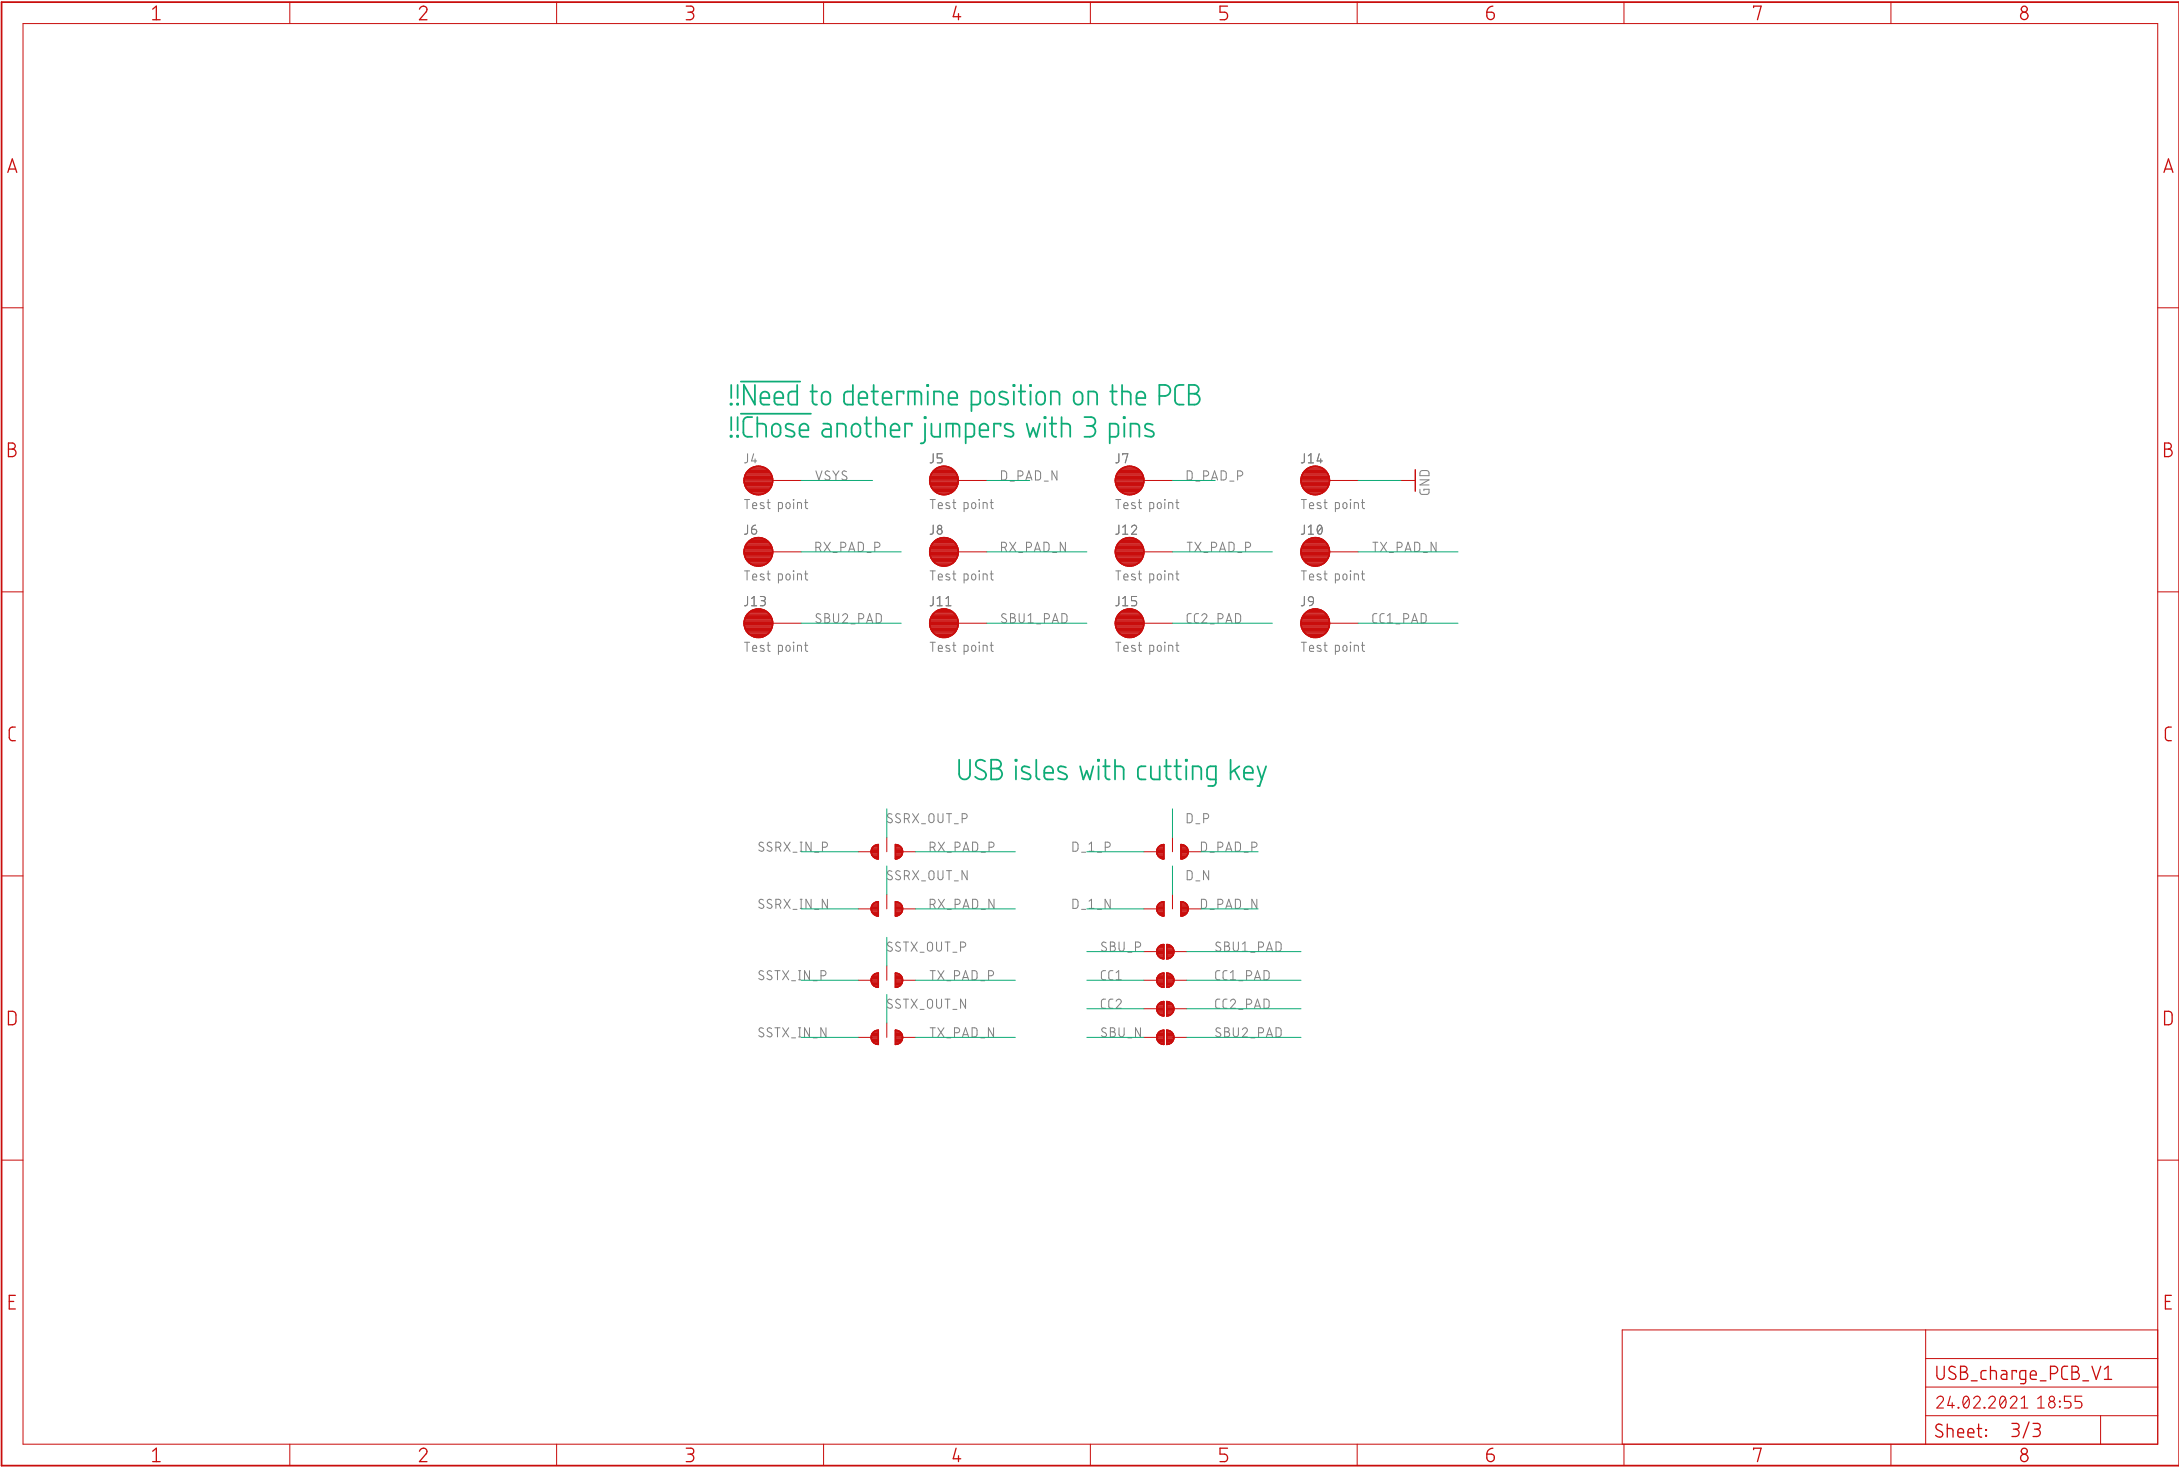 1 2 3 4 5 6 7 8
A A
!!Need to determine position on the PCB
!!Chose another jumpers with 3 pins
B B
J4 J5 J7 J14
VSYS D_PAD_N D_PAD_P GND
Test point Test point Test point Test point
J6 J8 J12 J10
RX_PAD_P RX_PAD_N TX_PAD_P TX_PAD_N
Test point Test point Test point Test point
J13 J11 J15 J9
SBU2_PAD SBU1_PAD CC2_PAD CC1_PAD
Test point Test point Test point Test point
C C
USB isles with cutting key
SSRX_OUT_P D_P
SSRX_IN_P RX_PAD_P D_1_P D_PAD_P
SSRX_OUT_N D_N
SSRX_IN_N RX_PAD_N D_1_N D_PAD_N
SSTX_OUT_P SBU_P SBU1_PAD
SSTX_IN_P TX_PAD_P CC1 CC1_PAD
SSTX_OUT_N CC2 CC2_PAD
D D
SSTX_IN_N TX_PAD_N SBU_N SBU2_PAD
E E
USB_charge_PCB_V1
24.02.2021 18:55
Sheet: 3/3
1 2 3 4 5 6 7 8